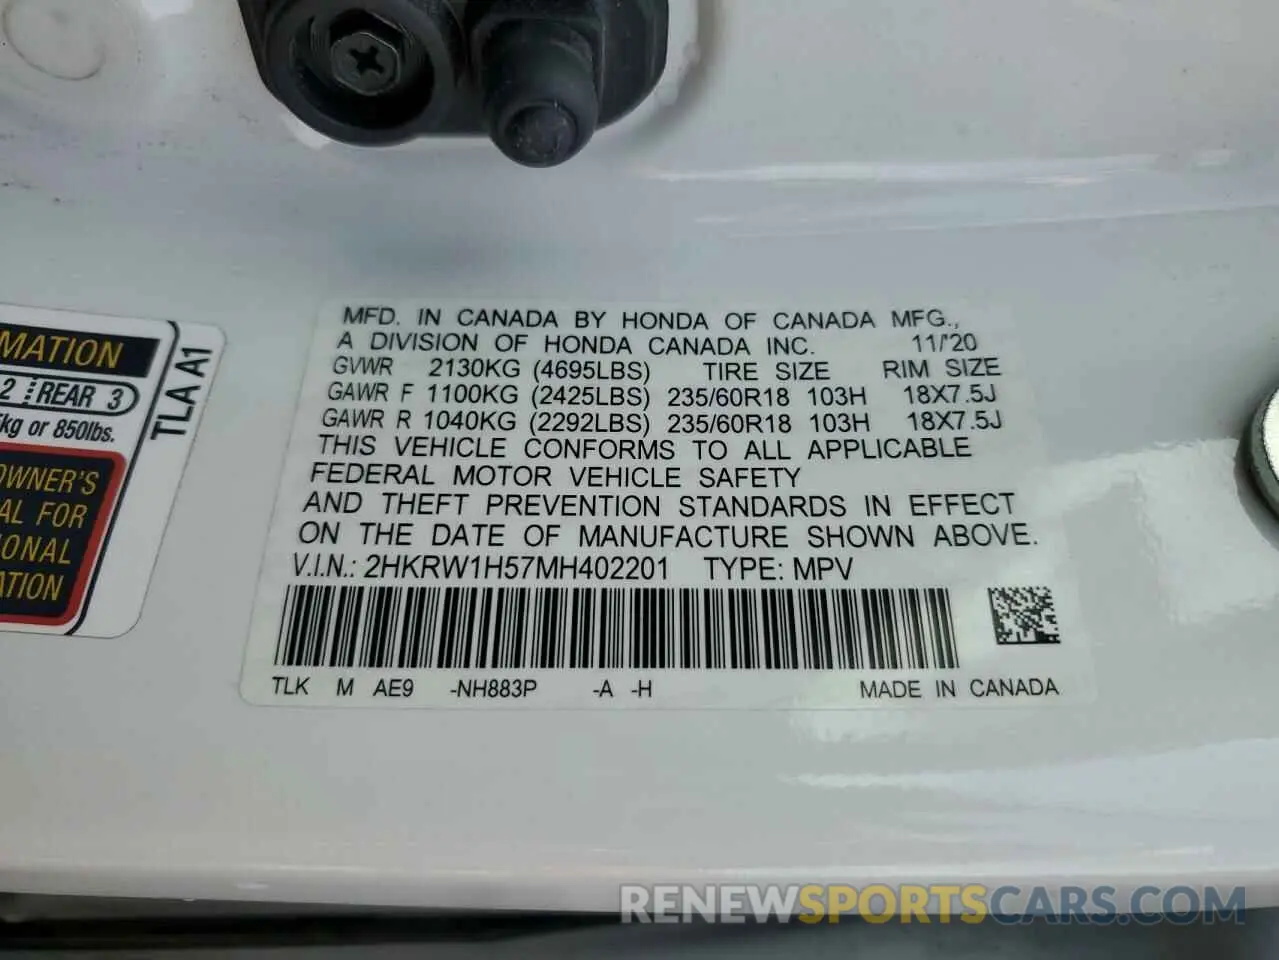 MATION
2 REAR 3
kg or 850lbs.
OWNER'S
AL FOR
IONAL
ATION
TLA A1
MFD. IN CANADA BY HONDA OF CANADA MFG.,
A DIVISION OF HONDA CANADA INC. 11/'20
GVWR 2130KG (4695LBS) TIRE SIZE RIM SIZE
GAWR F 1100KG (2425LBS) 235/60R18 103H 18X7.5J
GAWR R 1040KG (2292LBS) 235/60R18 103H 18X7.5J
THIS VEHICLE CONFORMS TO ALL APPLICABLE
FEDERAL MOTOR VEHICLE SAFETY
AND THEFT PREVENTION STANDARDS IN EFFECT
ON THE DATE OF MANUFACTURE SHOWN ABOVE.
V.I.N.: 2HKRW1H57MH402201 TYPE: MPV
TLK M AE9 -NH883P -A -H MADE IN CANADA
RENEWSPORTSCARS.COM